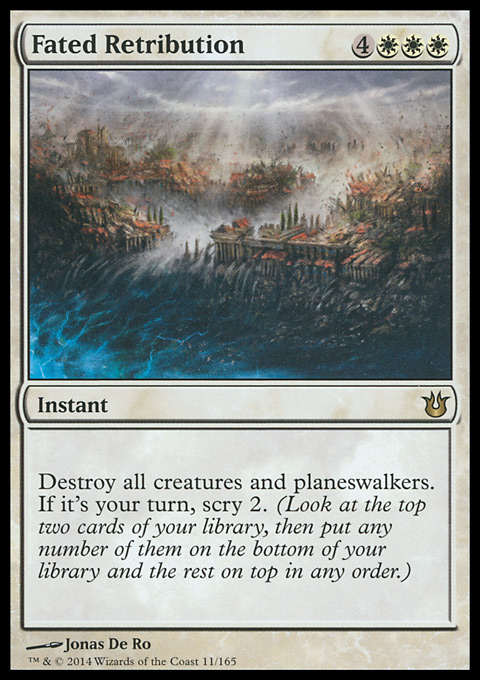 Fated Retribution 4
Instant
Destroy all creatures and planeswalkers.
If it's your turn, scry 2. (Look at the top
two cards of your library, then put any
number of them on the bottom of your
library and the rest on top in any order.)
Jonas De Ro
™ & © 2014 Wizards of the Coast 11/165